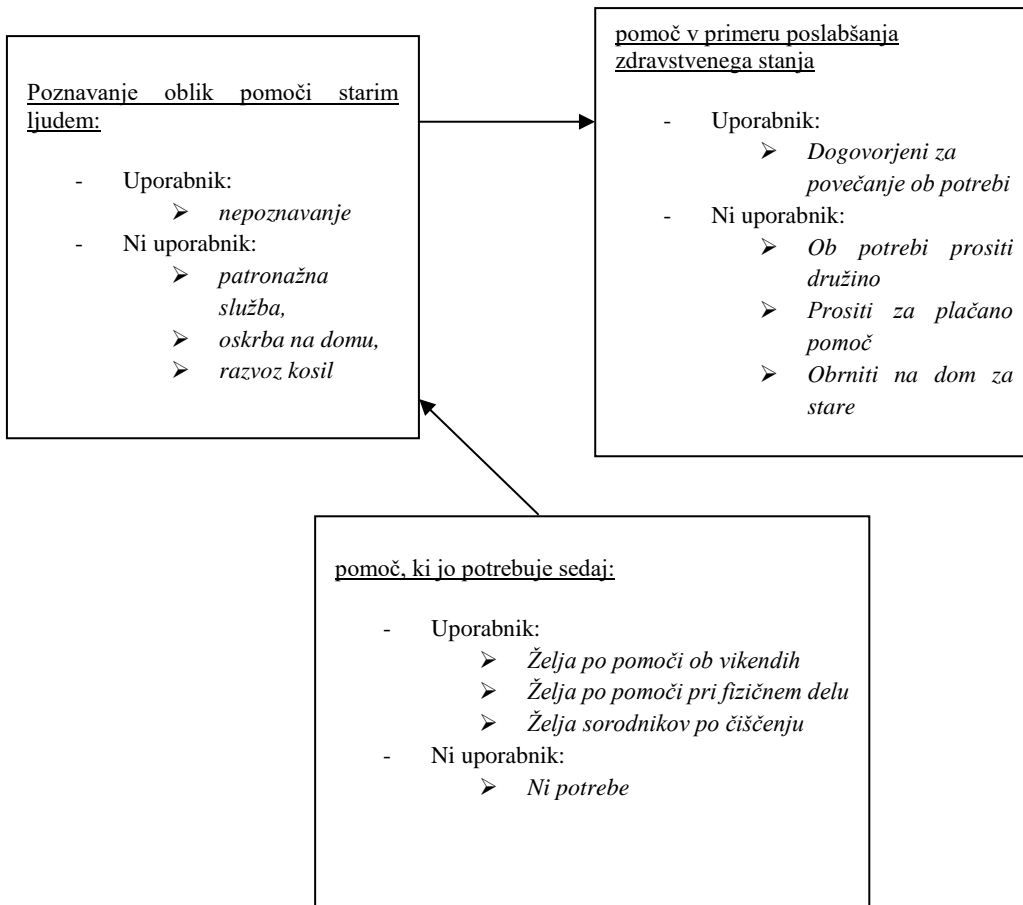 Poznavanje oblik pomoči starim
ljudem:
- Uporabnik:
➢ nepoznavanje
- Ni uporabnik:
➢ patronažna
služba,
➢ oskrba na domu,
➢ razvoz kosil
pomoč v primeru poslabšanja
zdravstvenega stanja
- Uporabnik:
➢ Dogovorjeni za
povečanje ob potrebi
- Ni uporabnik:
➢ Ob potrebi prositi
družino
➢ Prositi za plačano
pomoč
➢ Obrniti na dom za
stare
pomoč, ki jo potrebuje sedaj:
- Uporabnik:
➢ Želja po pomoči ob vikendih
➢ Želja po pomoči pri fizičnem delu
➢ Želja sorodnikov po čiščenju
- Ni uporabnik:
➢ Ni potrebe